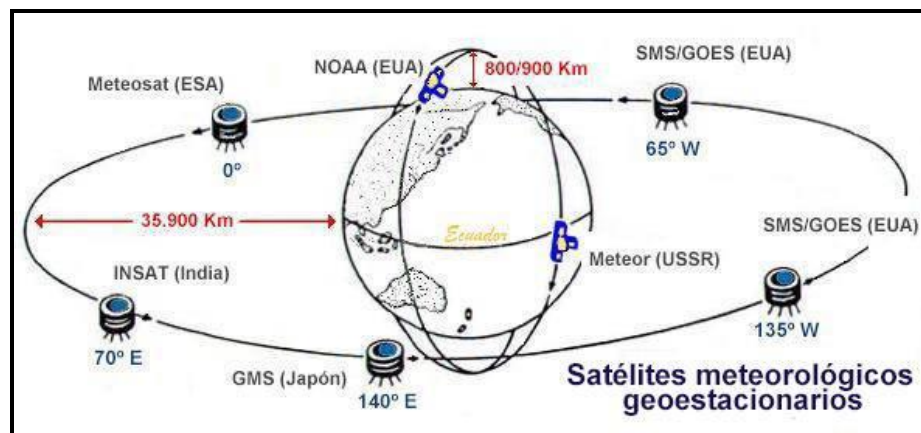 SMS/GOES (EUA)
NOAA (EUA)
800/900 Km
Meteosat (ESA)
0º
65º W
35.900 Km
Ecuador
SMS/GOES (EUA)
Meteor (USSR)
INSAT (India)
70º E
135º W
GMS (Japón)
140º E
Satélites meteorológicos
geoestacionarios